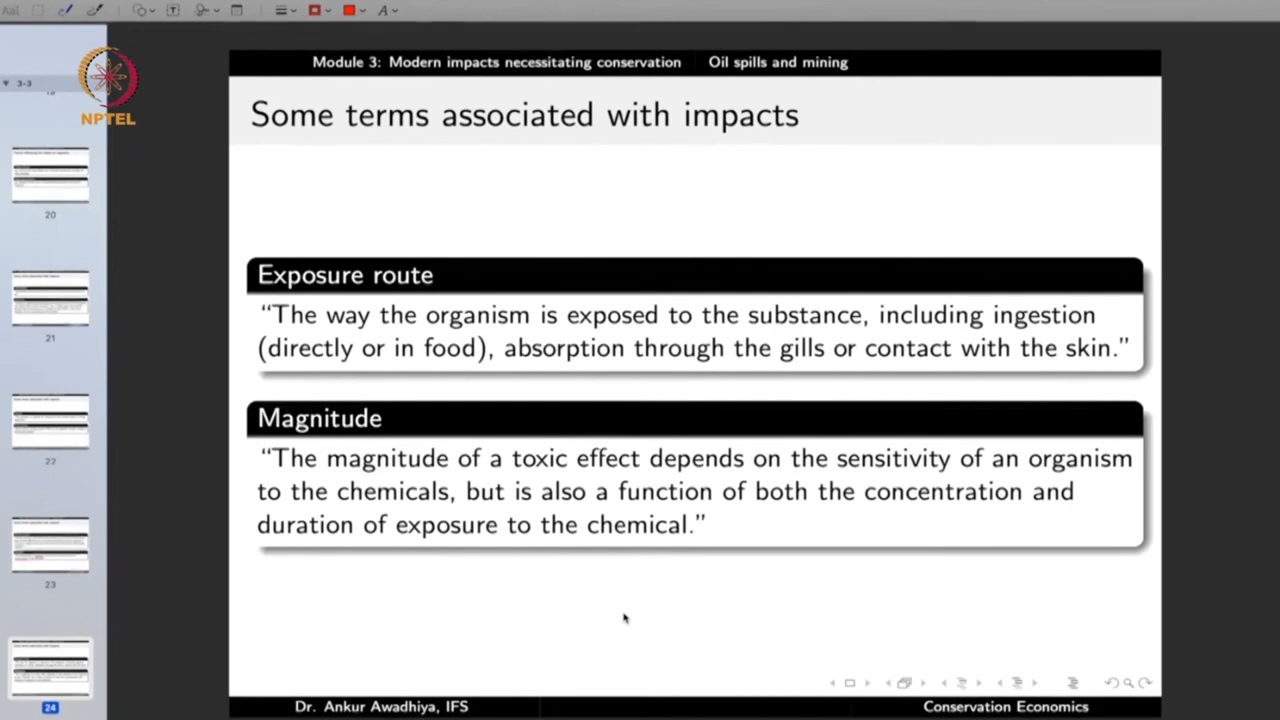 Module 3: Modern impacts necessitating conservation Oil spills and mining
3-3
NPTEL
Some terms associated with impacts
20
Exposure route
“The way the organism is exposed to the substance, including ingestion
(directly or in food), absorption through the gills or contact with the skin.”
21
Magnitude
“The magnitude of a toxic effect depends on the sensitivity of an organism
to the chemicals, but is also a function of both the concentration and
duration of exposure to the chemical.”
22
23
24
Dr. Ankur Awadhiya, IFS Conservation Economics